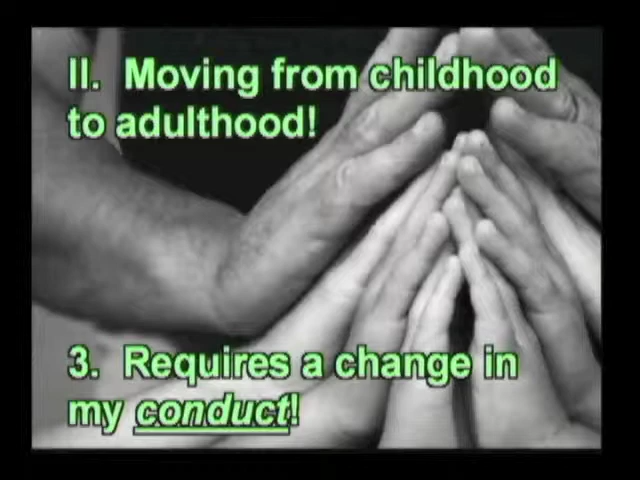 II. Moving from childhood
to adulthood!
3. Requires a change in
my conduct!